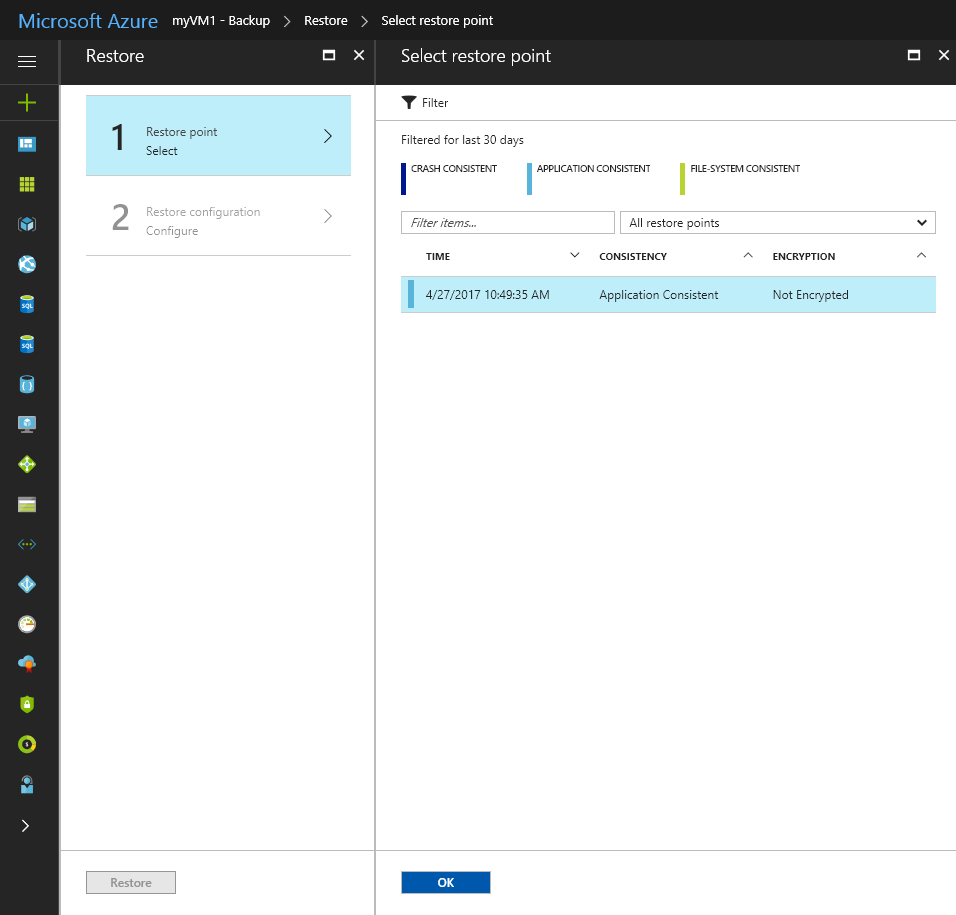 Microsoft Azure myVM1 - Backup Restore Select restore point
Restore
1 Restore point
Select
2 Restore configuration
Configure
Restore
Select restore point
Filter
Filtered for last 30 days
CRASH CONSISTENT APPLICATION CONSISTENT FILE-SYSTEM CONSISTENT
Filter items... All restore points
TIME CONSISTENCY ENCRYPTION
4/27/2017 10:49:35 AM Application Consistent Not Encrypted
OK